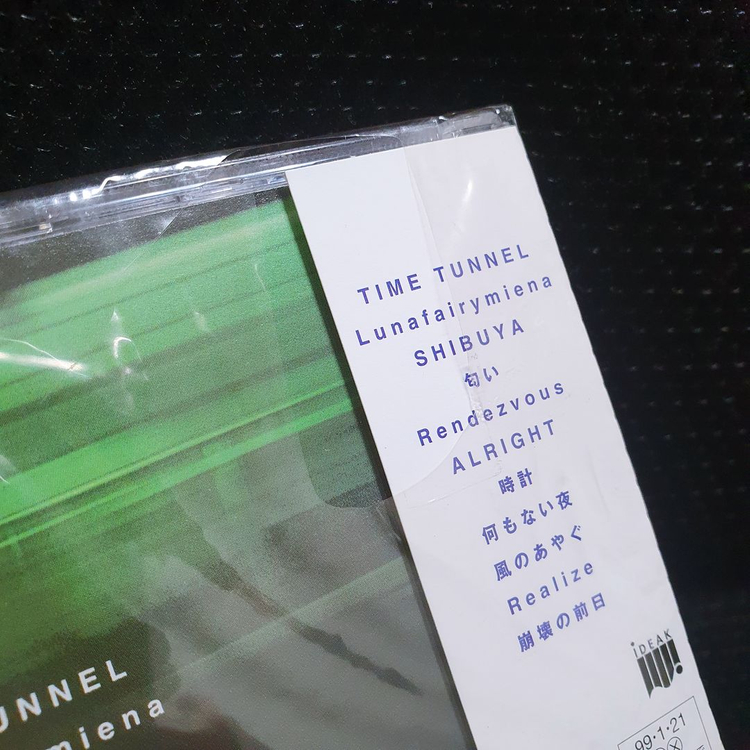 TIME TUNNEL
Lunafairymiena
SHIBUYA
匂い
Rendezvous
ALRIGHT
時計
何もない夜
風のあやぐ
Realize
崩壊の前日
iDEAK
99・1・21
Y
UNNEL
miena